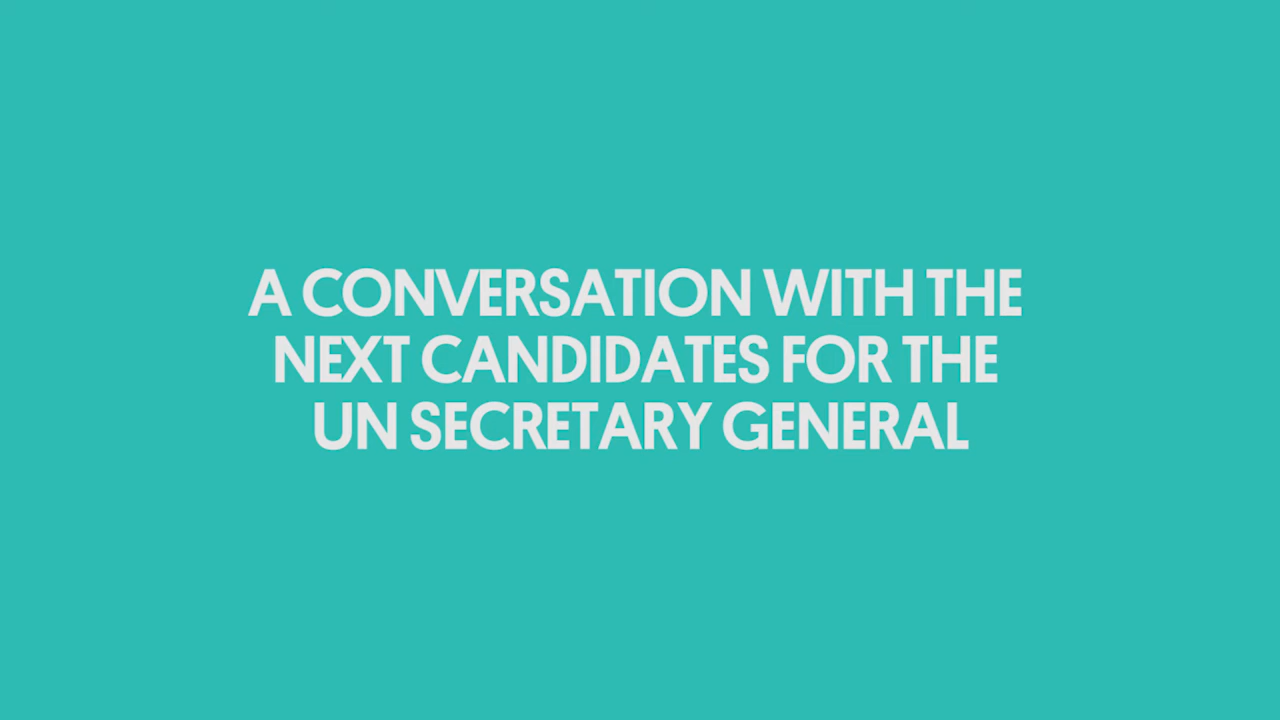 A CONVERSATION WITH THE
NEXT CANDIDATES FOR THE
UN SECRETARY GENERAL